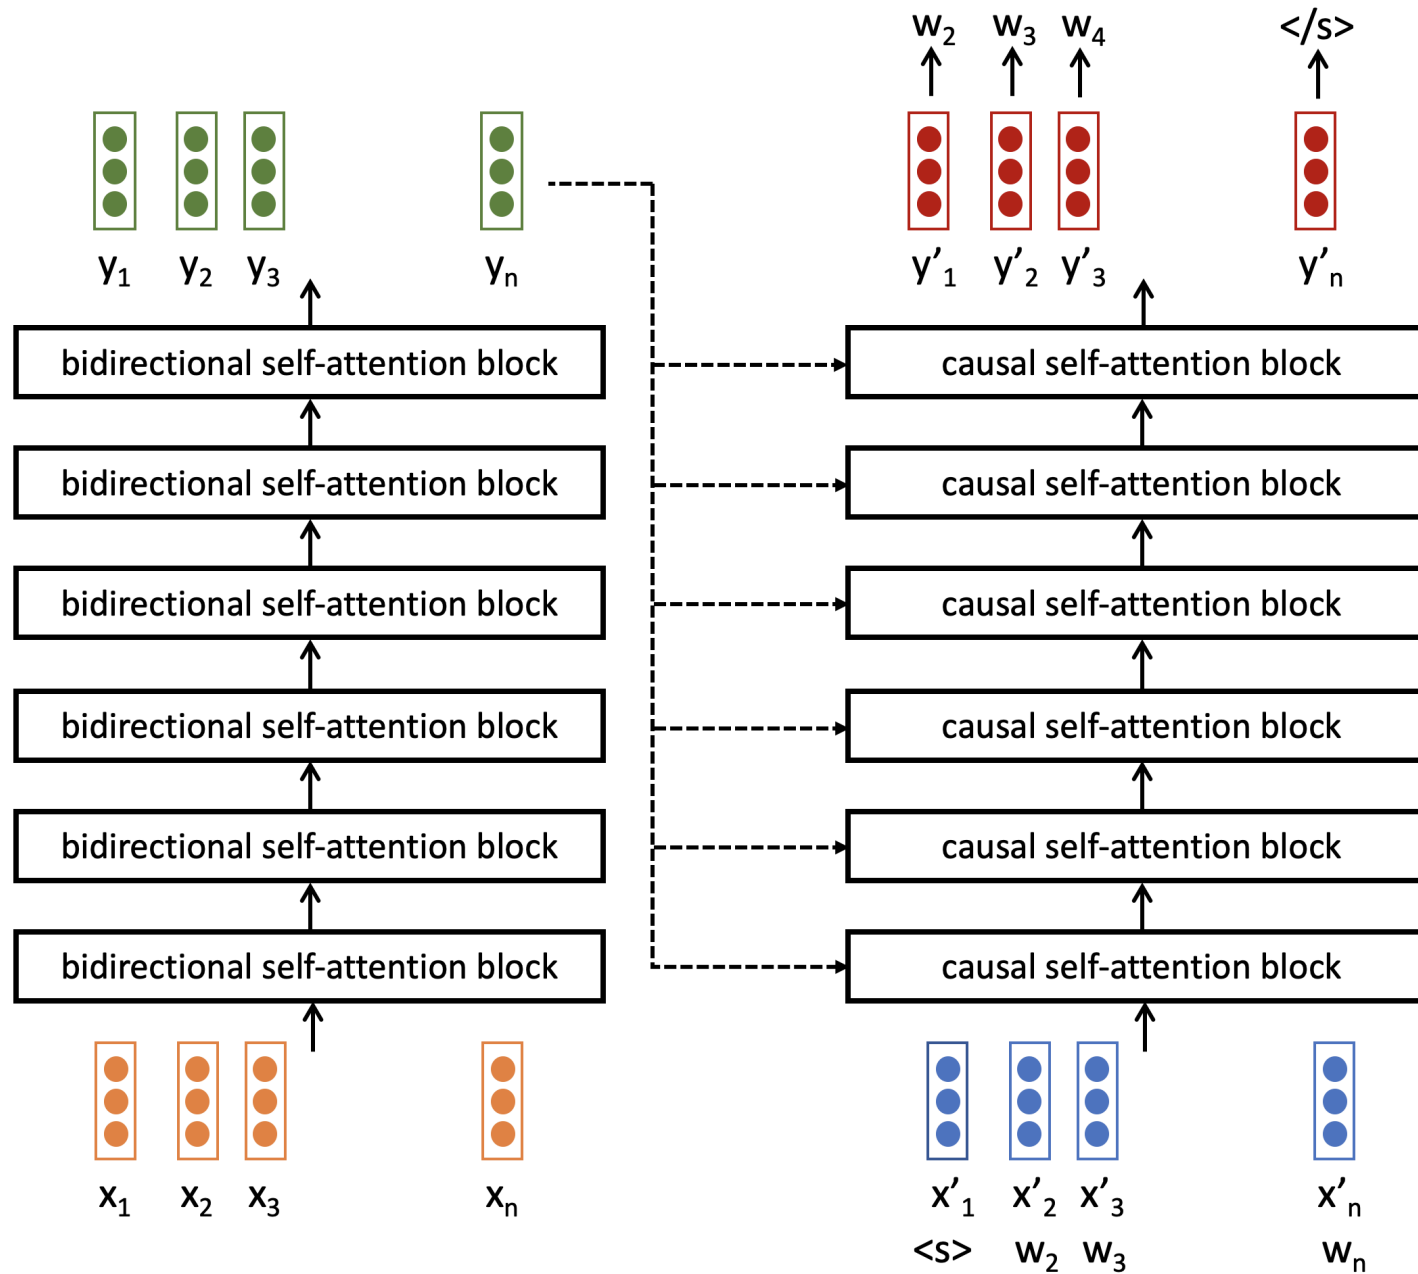 w2 w3 w4 </s>
y1 y2 y3 yn y’1 y’2 y’3 y’n
bidirectional self-attention block causal self-attention block
bidirectional self-attention block causal self-attention block
bidirectional self-attention block causal self-attention block
bidirectional self-attention block causal self-attention block
bidirectional self-attention block causal self-attention block
bidirectional self-attention block causal self-attention block
x1 x2 x3 xn x’1 x’2 x’3 x’n
<s> w2 w3 wn